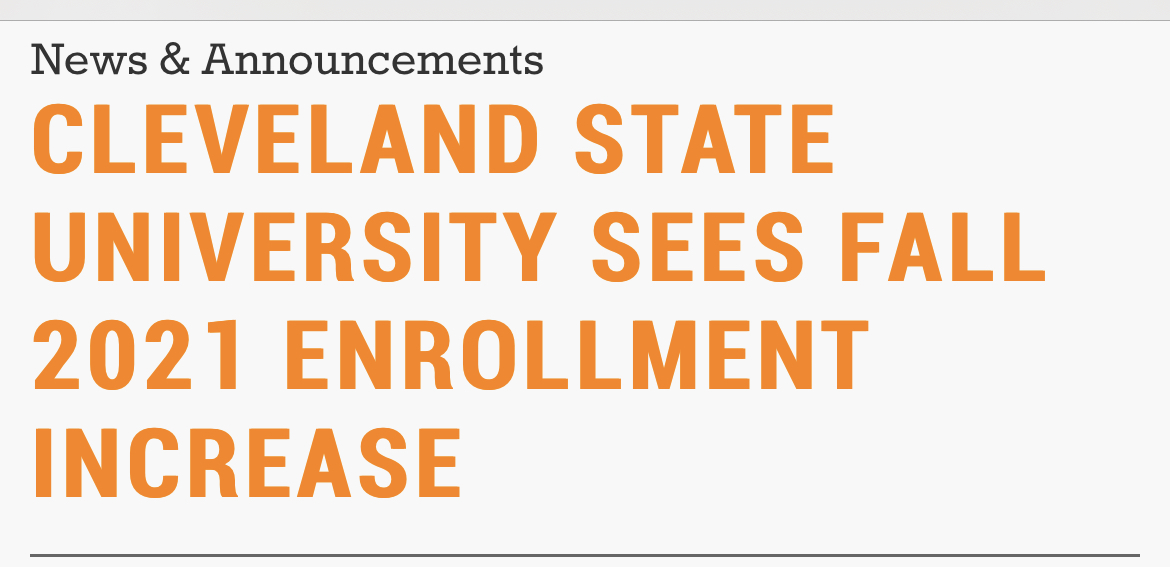 News & Announcements
CLEVELAND STATE
UNIVERSITY SEES FALL
2021 ENROLLMENT
INCREASE